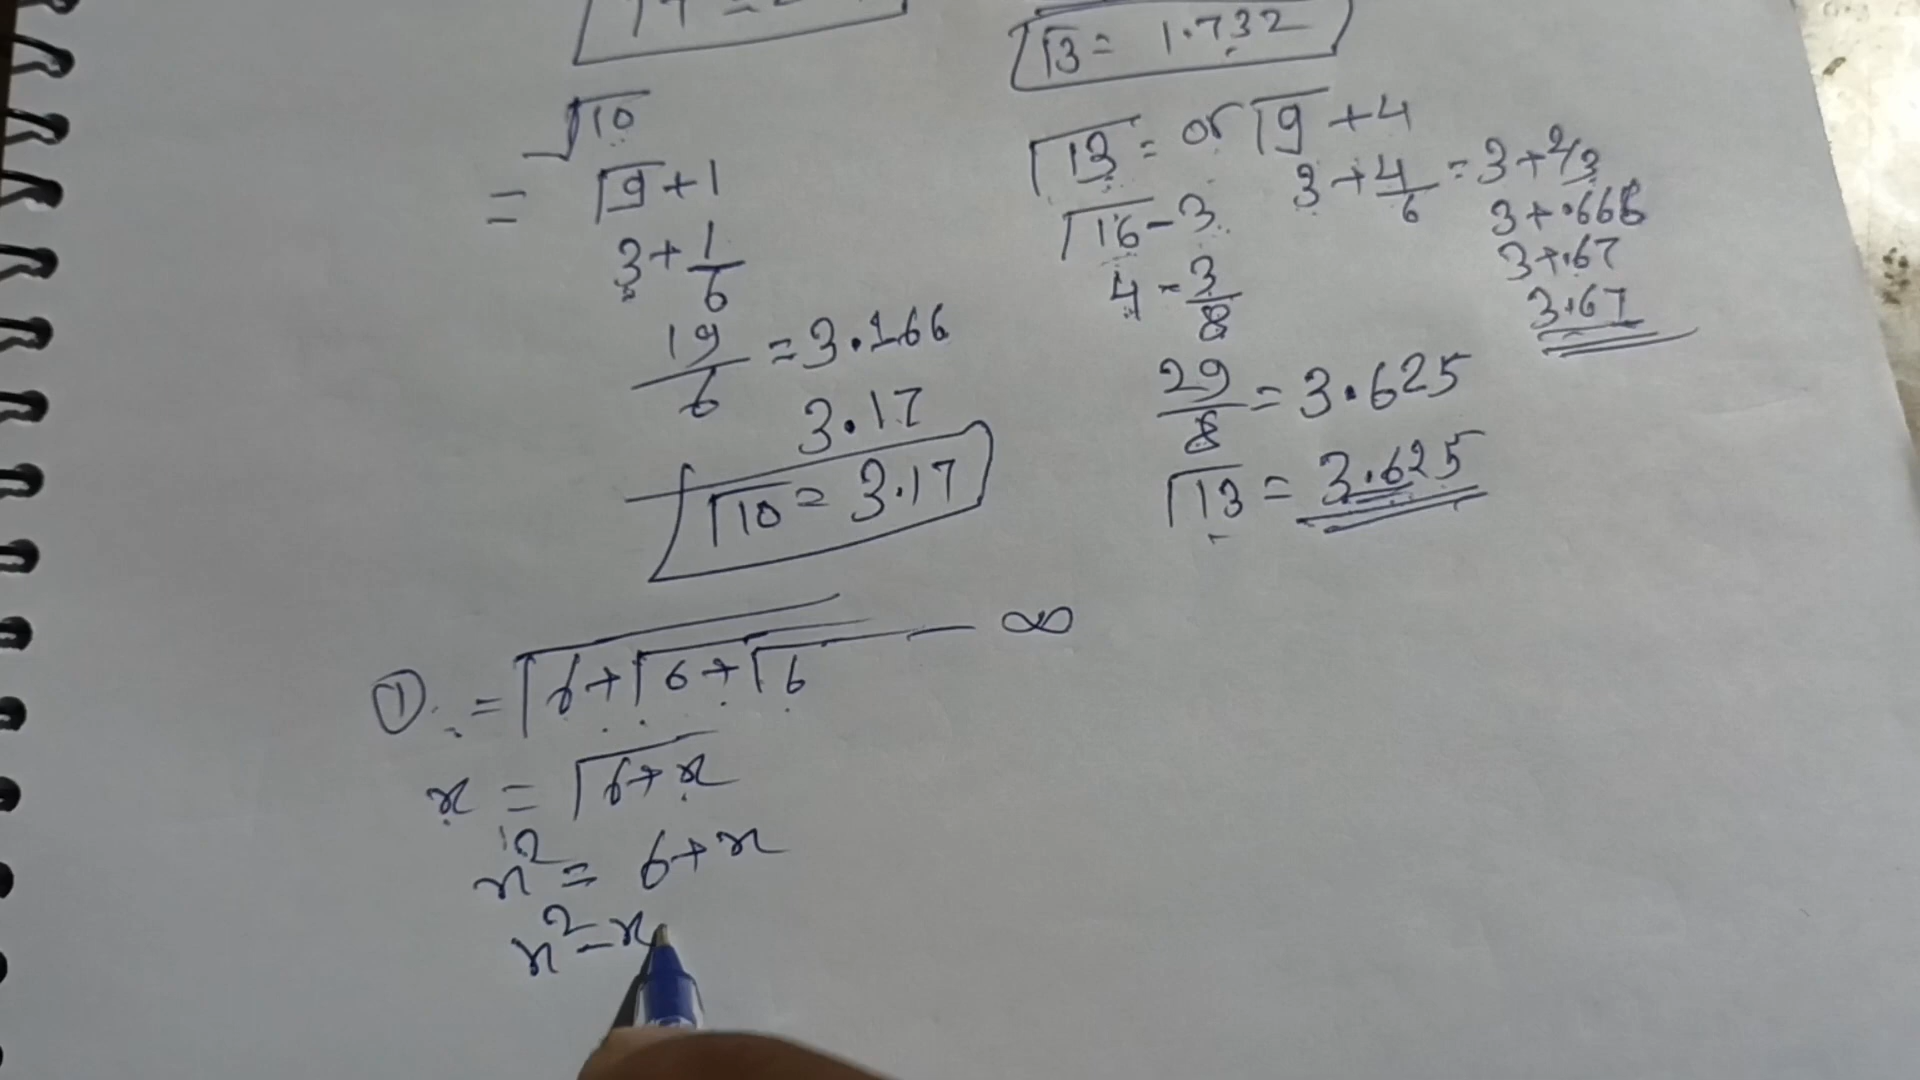 √3 = 1.732
√10
= √9 + 1
3 + 1/6
19/6 = 3.166
3.17
√10 = 3.17
√13 = or √9 + 4
√16 - 3
3 + 4/6 = 3 + 2/3
3 + .666
3 + .67
3.67
4 - 3/8
29/8 = 3.625
√13 = 3.625
① = √6+√6+√6 — ∞
x = √6+x
x² = 6+x
x² - x